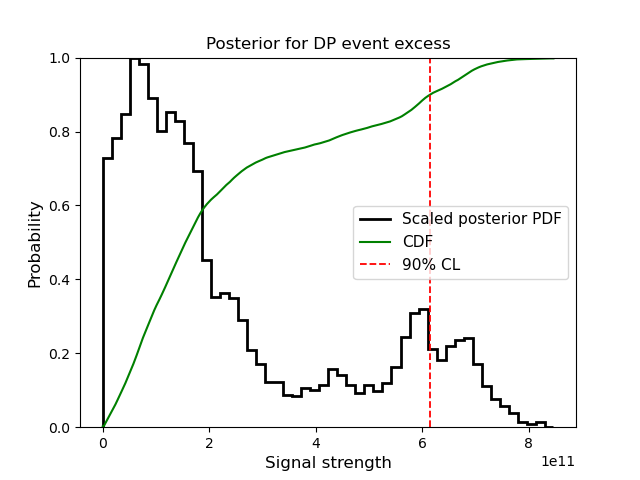 Posterior for DP event excess
1.0
0.8
0.6
0.4
0.2
0.0
Probability
Scaled posterior PDF
CDF
90% CL
0
2
4
6
8
1e11
Signal strength